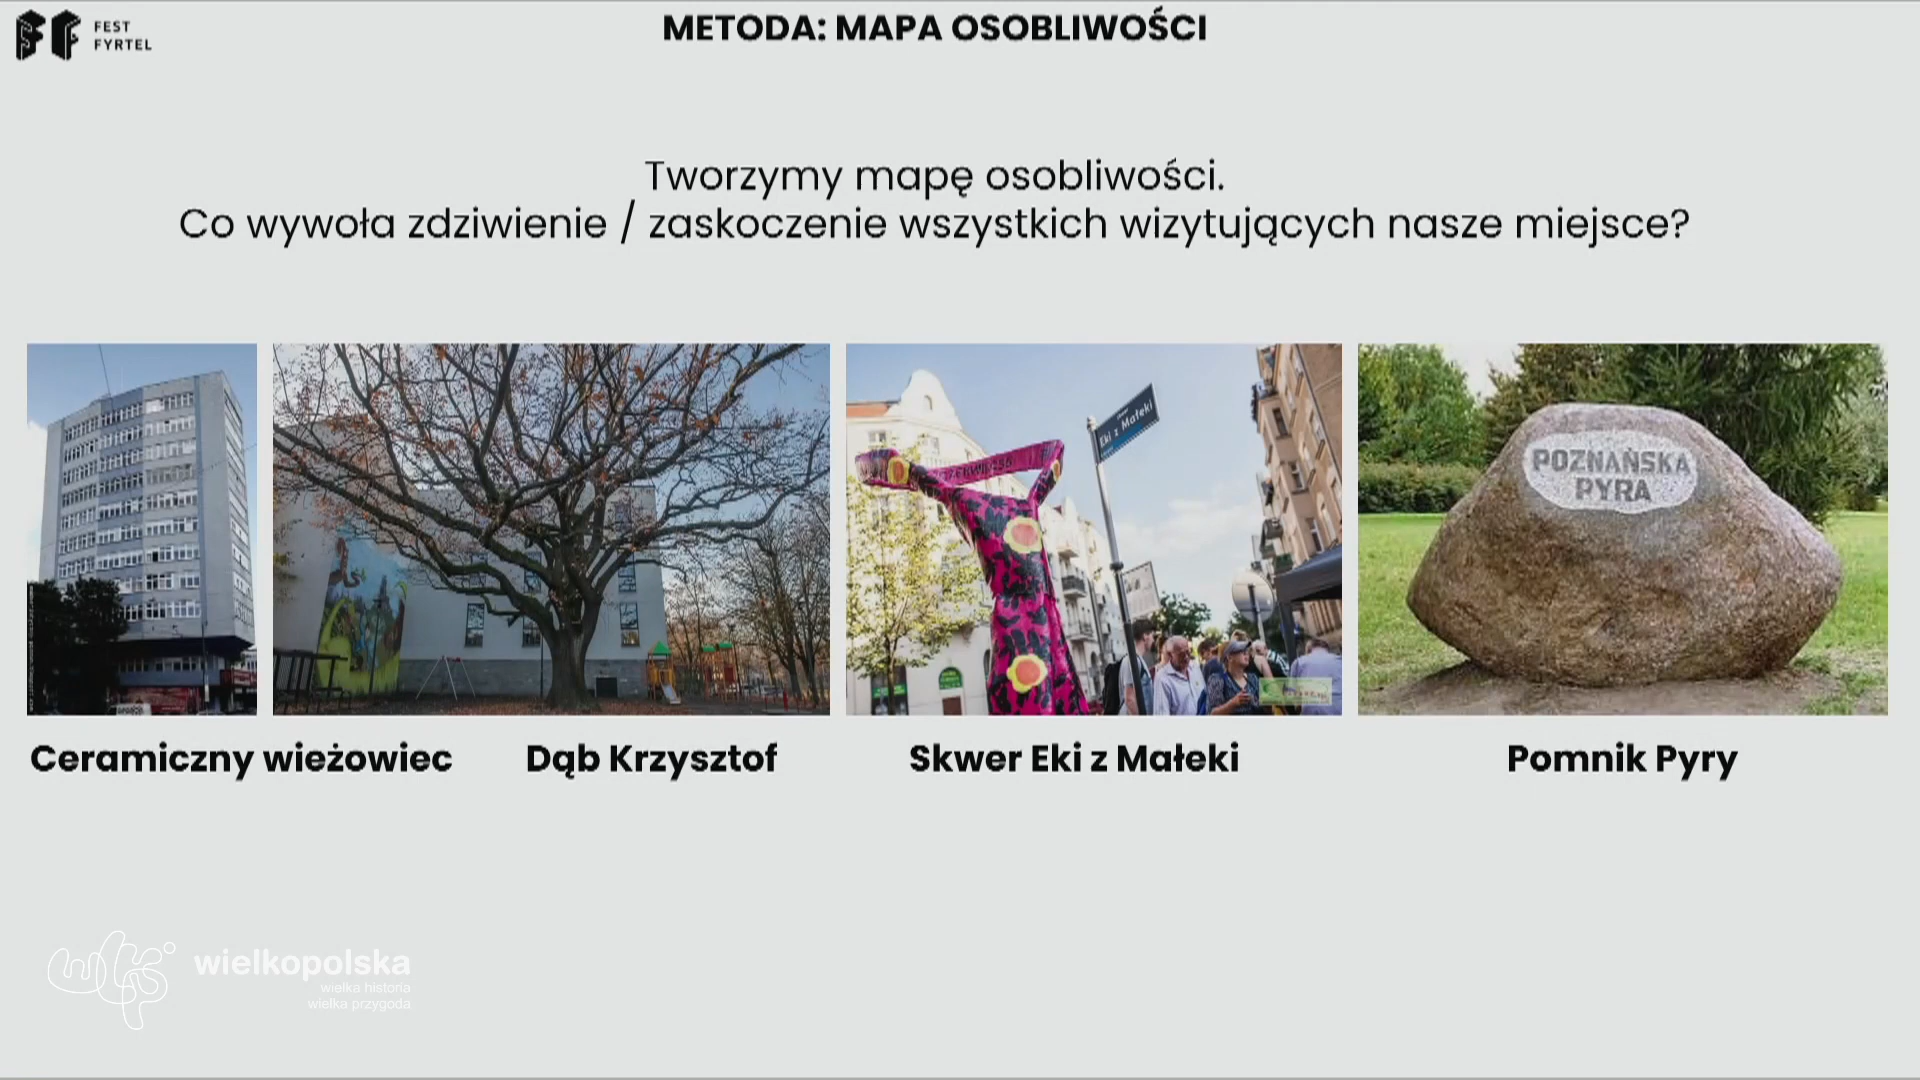 FEST
FYRTEL
METODA: MAPA OSOBLIWOŚCI
Tworzymy mapę osobliwości.
Co wywoła zdziwienie / zaskoczenie wszystkich wizytujących nasze miejsce?
Eki z Małeki
POZNAŃSKA
PYRA
Ceramiczny wieżowiec
Dąb Krzysztof
Skwer Eki z Małeki
Pomnik Pyry
wielkopolska
wielka historia
wielka przygoda